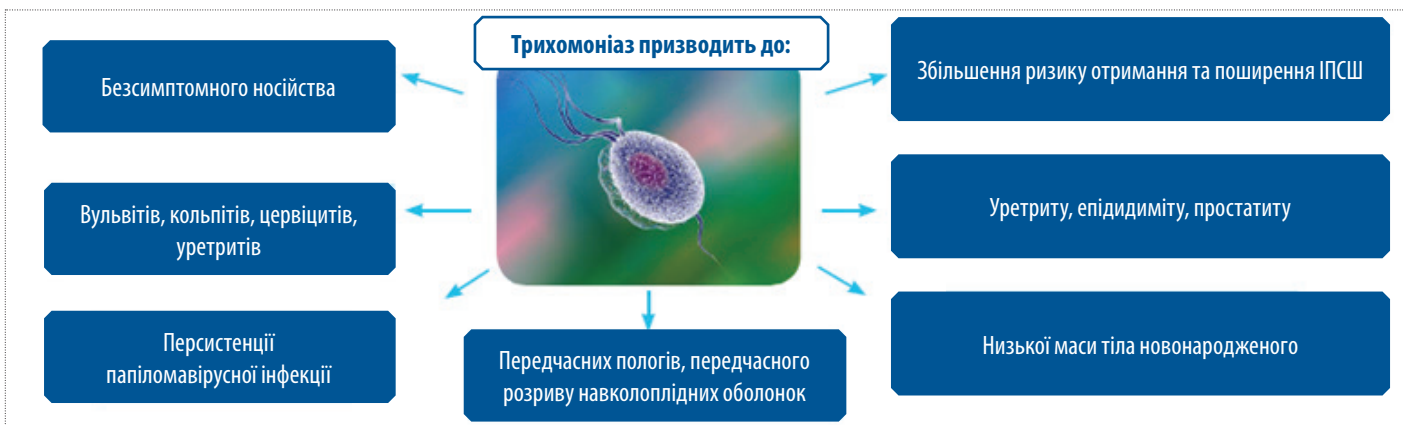 Трихомоніаз призводить до:
Безсимптомного носійства
Збільшення ризику отримання та поширення ІПСШ
Вульвітів, кольпітів, цервіцитів,
уретритів
Уретриту, епідидиміту, простатиту
Персистенції
папіломавірусної інфекції
Передчасних пологів, передчасного
розриву навколоплідних оболонок
Низької маси тіла новонародженого